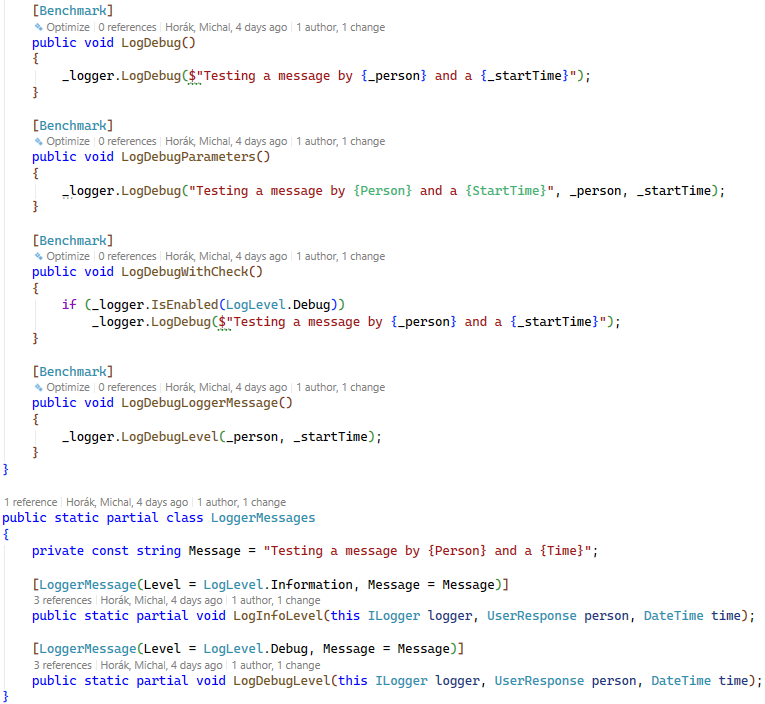 [Benchmark]
Optimize | 0 references | Horák, Michal, 4 days ago | 1 author, 1 change
public void LogDebug()
{
_logger.LogDebug($"Testing a message by {_person} and a {_startTime}");
}
[Benchmark]
Optimize | 0 references | Horák, Michal, 4 days ago | 1 author, 1 change
public void LogDebugParameters()
{
_logger.LogDebug("Testing a message by {Person} and a {StartTime}", _person, _startTime);
}
[Benchmark]
Optimize | 0 references | Horák, Michal, 4 days ago | 1 author, 1 change
public void LogDebugWithCheck()
{
if (_logger.IsEnabled(LogLevel.Debug))
_logger.LogDebug($"Testing a message by {_person} and a {_startTime}");
}
[Benchmark]
Optimize | 0 references | Horák, Michal, 4 days ago | 1 author, 1 change
public void LogDebugLoggerMessage()
{
_logger.LogDebugLevel(_person, _startTime);
}
}
1 reference | Horák, Michal, 4 days ago | 1 author, 1 change
public static partial class LoggerMessages
{
private const string Message = "Testing a message by {Person} and a {Time}";
[LoggerMessage(Level = LogLevel.Information, Message = Message)]
3 references | Horák, Michal, 4 days ago | 1 author, 1 change
public static partial void LogInfoLevel(this ILogger logger, UserResponse person, DateTime time);
[LoggerMessage(Level = LogLevel.Debug, Message = Message)]
3 references | Horák, Michal, 4 days ago | 1 author, 1 change
public static partial void LogDebugLevel(this ILogger logger, UserResponse person, DateTime time);
}